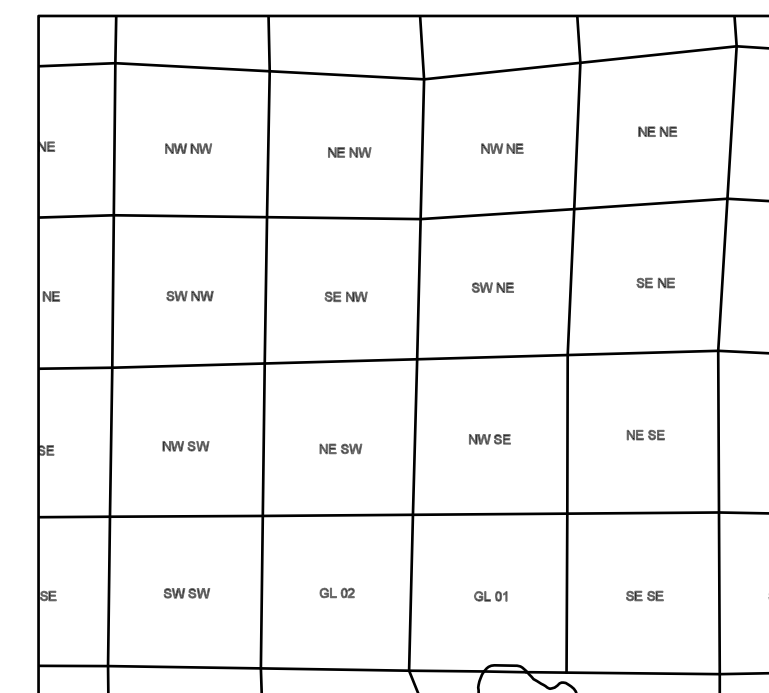 NE NW NW NE NW NW NE NE NE
NE SW NW SE NW SW NE SE NE
SE NW SW NE SW NW SE NE SE
SE SW SW GL 02 GL 01 SE SE